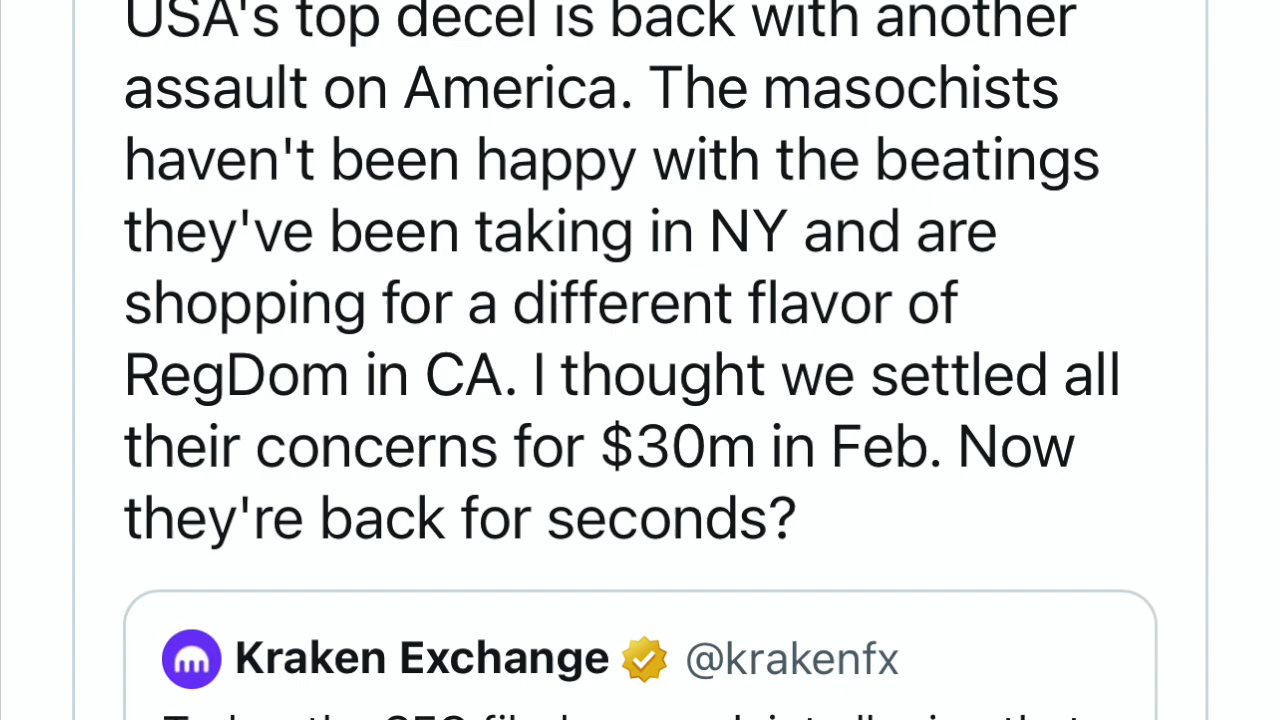 USA's top decel is back with another
assault on America. The masochists
haven't been happy with the beatings
they've been taking in NY and are
shopping for a different flavor of
RegDom in CA. I thought we settled all
their concerns for $30m in Feb. Now
they're back for seconds?
Kraken Exchange @krakenfx